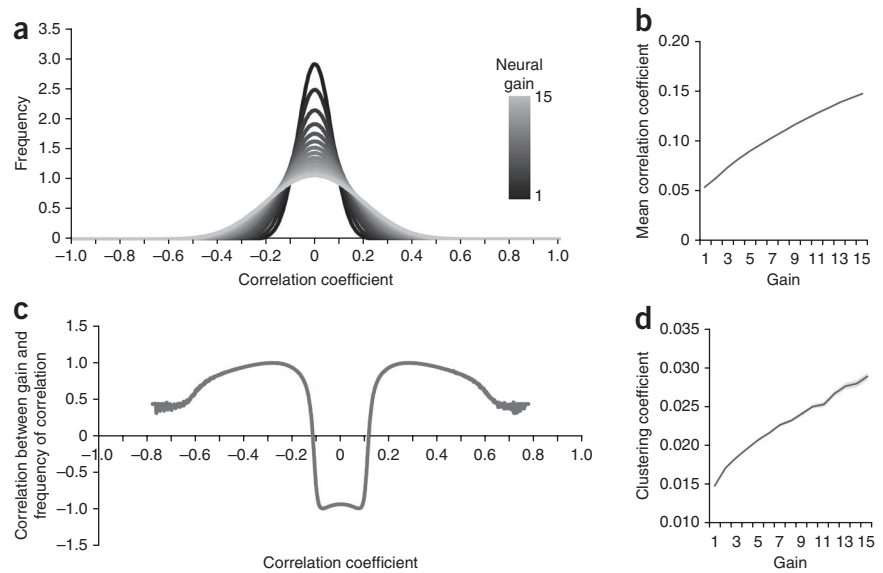 a
3.5
3.0
2.5
2.0
1.5
1.0
0.5
0
Frequency
–1.0 –0.8 –0.6 –0.4 –0.2 0 0.2 0.4 0.6 0.8 1.0
Correlation coefficient
Neural
gain
15
1
b
0.20
0.15
0.10
0.05
0
Mean correlation coefficient
1 3 5 7 9 11 13 15
Gain
c
1.5
1.0
0.5
0
–0.5
–1.0
–1.5
Correlation between gain and
frequency of correlation
–1.0 –0.8 –0.6 –0.4 –0.2 0 0.2 0.4 0.6 0.8 1.0
Correlation coefficient
d
0.035
0.030
0.025
0.020
0.015
0.010
Clustering coefficient
1 3 5 7 9 11 13 15
Gain